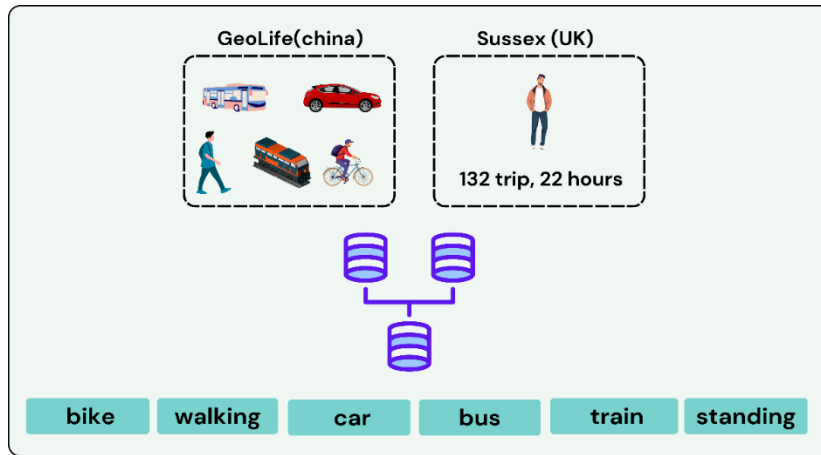 GeoLife(china)
Sussex (UK)
132 trip, 22 hours
bike
walking
car
bus
train
standing